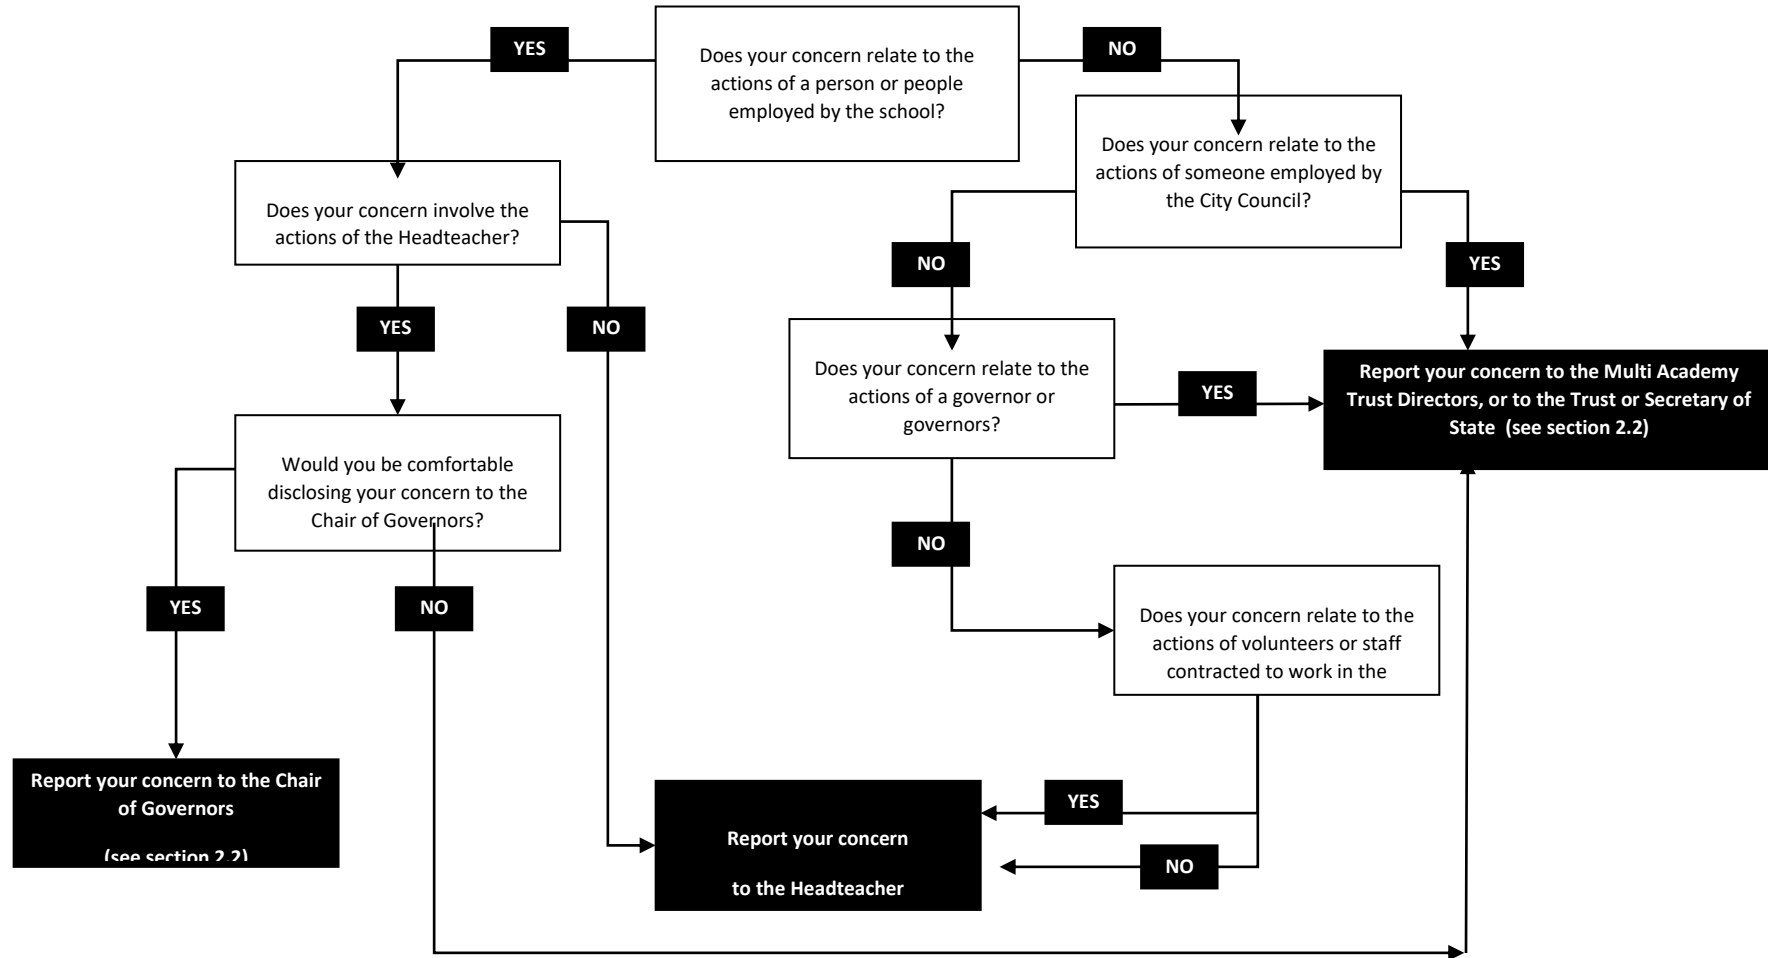 YES
Does your concern relate to the
actions of a person or people
employed by the school?
NO
Does your concern relate to the
actions of someone employed by
the City Council?
Does your concern involve the
actions of the Headteacher?
NO
YES
YES
NO
Does your concern relate to the
actions of a governor or
governors?
YES
Report your concern to the Multi Academy
Trust Directors, or to the Trust or Secretary of
State (see section 2.2)
Would you be comfortable
disclosing your concern to the
Chair of Governors?
NO
YES
NO
Does your concern relate to the
actions of volunteers or staff
contracted to work in the
Report your concern to the Chair
of Governors
(see section 2.2)
Report your concern
to the Headteacher
YES
NO